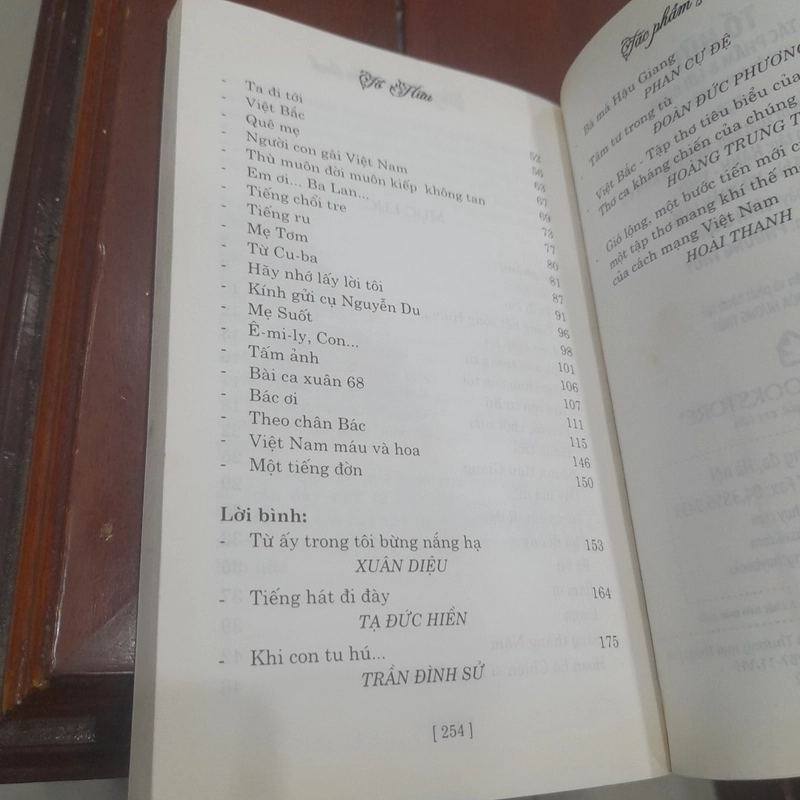 Tố Hữu
- Ta đi tới 52
- Việt Bắc 56
- Quê mẹ 63
- Người con gái Việt Nam 67
- Thù muôn đời muôn kiếp không tan 69
- Em ơi... Ba Lan... 73
- Tiếng chổi tre 77
- Tiếng ru 80
- Mẹ Tơm 81
- Từ Cu-ba 87
- Hãy nhớ lấy lời tôi 91
- Kính gửi cụ Nguyễn Du 96
- Mẹ Suốt 98
- Ê-mi-ly, Con... 101
- Tấm ảnh 106
- Bài ca xuân 68 107
- Bác ơi 111
- Theo chân Bác 115
- Việt Nam máu và hoa 146
- Một tiếng đờn 150
Lời bình:
- Từ ấy trong tôi bừng nắng hạ 153
XUÂN DIỆU
- Tiếng hát đi đày 164
TẠ ĐỨC HIỀN
- Khi con tu hú... 175
TRẦN ĐÌNH SỬ
[ 254 ]
Tác phẩm
- Bà má Hậu Giang
PHAN CỰ ĐỆ
- Tâm tư trong tù
ĐOÀN ĐỨC PHƯƠNG
- Việt Bắc - Tập thơ tiêu biểu của
Thơ ca kháng chiến của chúng
HOÀNG TRUNG
- Gió lộng, một bước tiến mới
một tập thơ mang khí thế
của cách mạng Việt Nam
HOÀI THANH